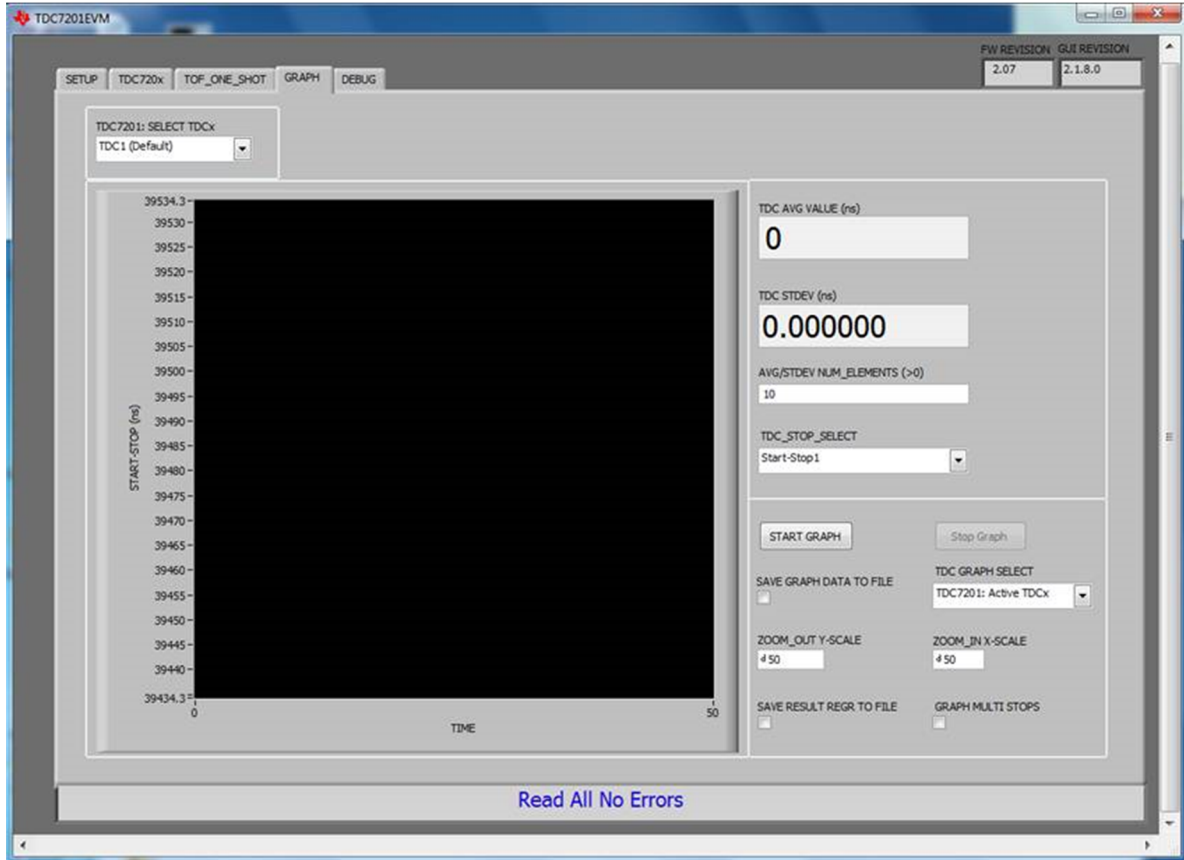 TDC7201EVM
FW REVISION GUI REVISION
2.07 2.1.8.0
SETUP TDC720x TOF_ONE_SHOT GRAPH DEBUG
TDC7201: SELECT TDCx
TDC1 (Default)
39534.3
39530
39525
39520
39515
39510
39505
39500
39495
39490
39485
39480
39475
39470
39465
39460
39455
39450
39445
39440
39434.3
START-STOP (ns)
0 50
TIME
TDC AVG VALUE (ns)
0
TDC STDEV (ns)
0.000000
AVG/STDEV NUM_ELEMENTS (>0)
10
TDC_STOP_SELECT
Start-Stop1
START GRAPH Stop Graph
SAVE GRAPH DATA TO FILE
TDC GRAPH SELECT
TDC7201: Active TDCx
ZOOM_OUT Y-SCALE ZOOM_IN X-SCALE
d 50 d 50
SAVE RESULT REGR TO FILE GRAPH MULTI STOPS
Read All No Errors